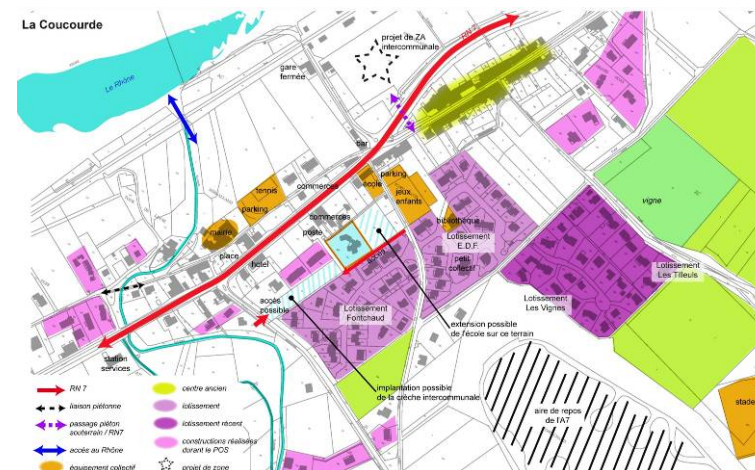 La Coucourde
projet de ZA
intercommunale
RN 7
gare
fermée
Le Rhône
bar
parking
école
jeux
enfants
tennis
parking
commerces
mairie
commerces
poste
bibliothèque
Lotissement
E.D.F.
petit
collectif
vigne
place
hotel
Lotissement
Les Tilleuls
Lotissement
Les Vignes
accès
possible
Lotissement
Fontchaud
extension possible
de l'école sur ce terrain
station
services
implantation possible
de la crèche intercommunale
aire de repos
de l'A7
stade
RN 7
liaison piétonne
passage piéton
souterrain / RN7
accès au Rhône
équipement collectif
centre ancien
lotissement
lotissement récent
constructions réalisées
durant le POS
projet de zone